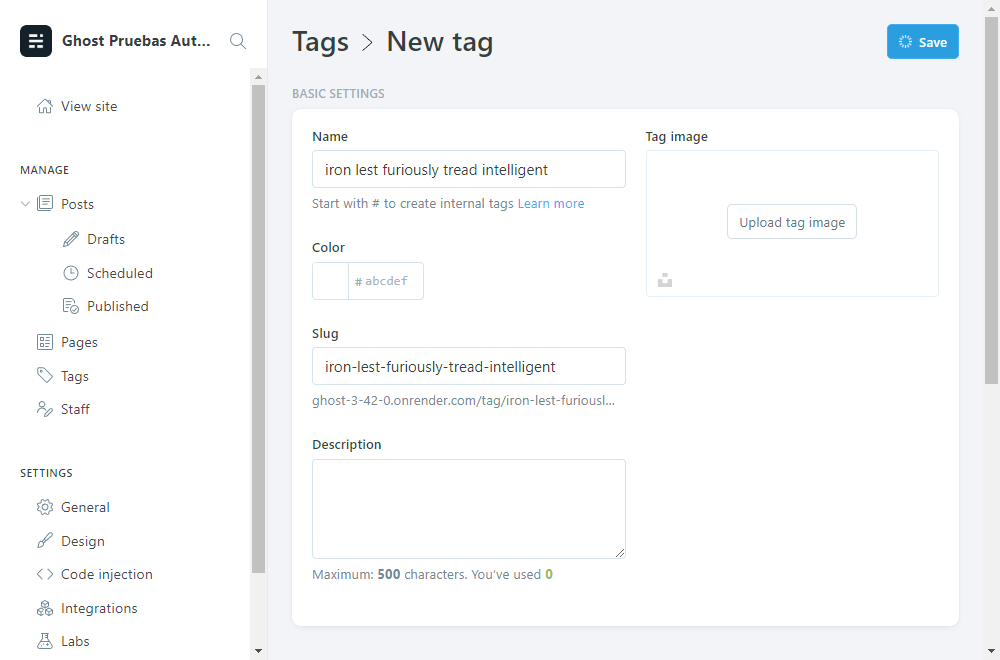 Ghost Pruebas Aut...
View site
MANAGE
Posts
Drafts
Scheduled
Published
Pages
Tags
Staff
SETTINGS
General
Design
Code injection
Integrations
Labs
Tags > New tag
Save
BASIC SETTINGS
Name
iron lest furiously tread intelligent
Start with # to create internal tags Learn more
Color
# abcdef
Slug
iron-lest-furiously-tread-intelligent
ghost-3-42-0.onrender.com/tag/iron-lest-furiousl...
Description
Maximum: 500 characters. You've used 0
Tag image
Upload tag image